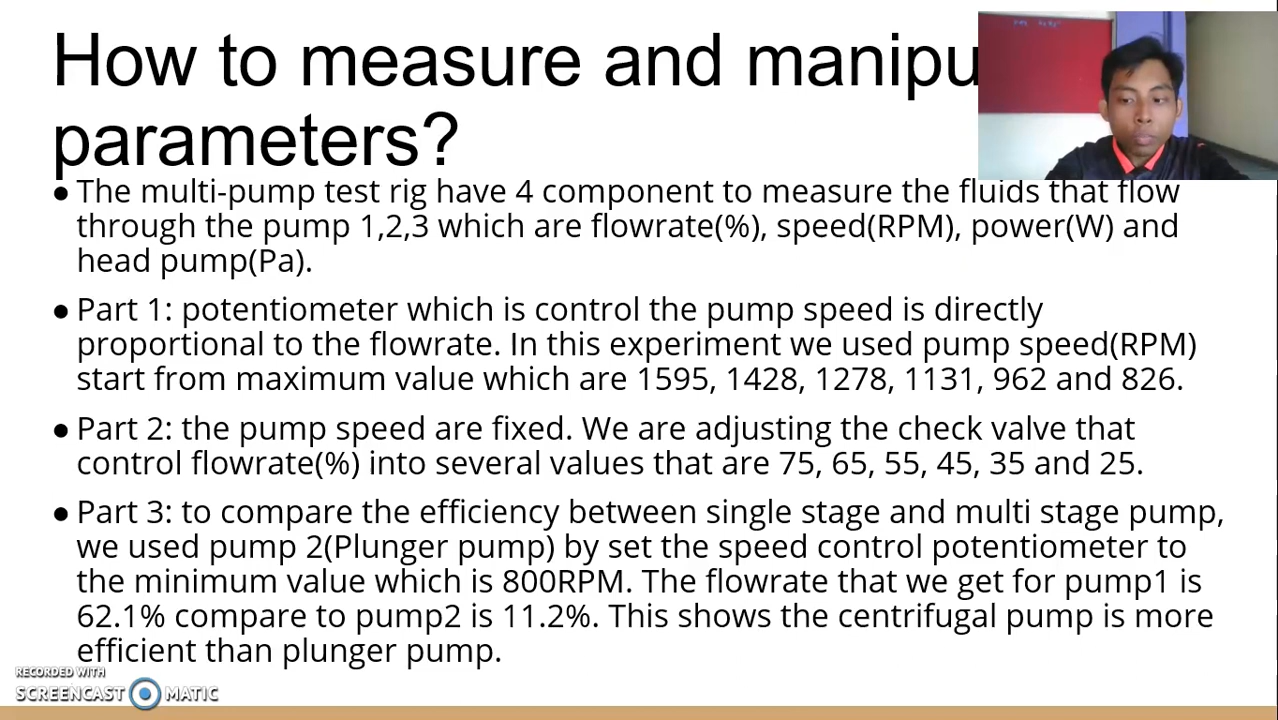 How to measure and manipu
parameters?
● The multi-pump test rig have 4 component to measure the fluids that flow
through the pump 1,2,3 which are flowrate(%), speed(RPM), power(W) and
head pump(Pa).
● Part 1: potentiometer which is control the pump speed is directly
proportional to the flowrate. In this experiment we used pump speed(RPM)
start from maximum value which are 1595, 1428, 1278, 1131, 962 and 826.
● Part 2: the pump speed are fixed. We are adjusting the check valve that
control flowrate(%) into several values that are 75, 65, 55, 45, 35 and 25.
● Part 3: to compare the efficiency between single stage and multi stage pump,
we used pump 2(Plunger pump) by set the speed control potentiometer to
the minimum value which is 800RPM. The flowrate that we get for pump1 is
62.1% compare to pump2 is 11.2%. This shows the centrifugal pump is more
efficient than plunger pump.
RECORDED WITH
SCREENCAST MATIC